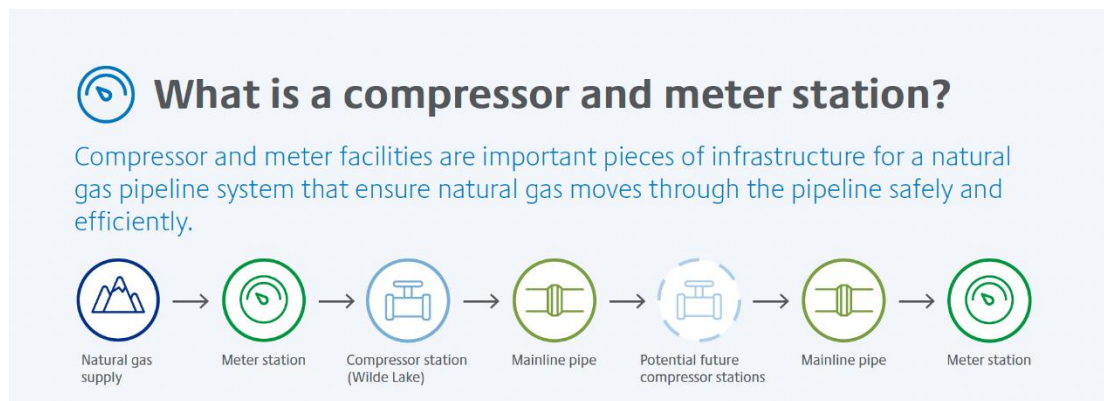 What is a compressor and meter station?
Compressor and meter facilities are important pieces of infrastructure for a natural
gas pipeline system that ensure natural gas moves through the pipeline safely and
efficiently.
Natural gas
supply
Meter station
Compressor station
(Wilde Lake)
Mainline pipe
Potential future
compressor stations
Mainline pipe
Meter station